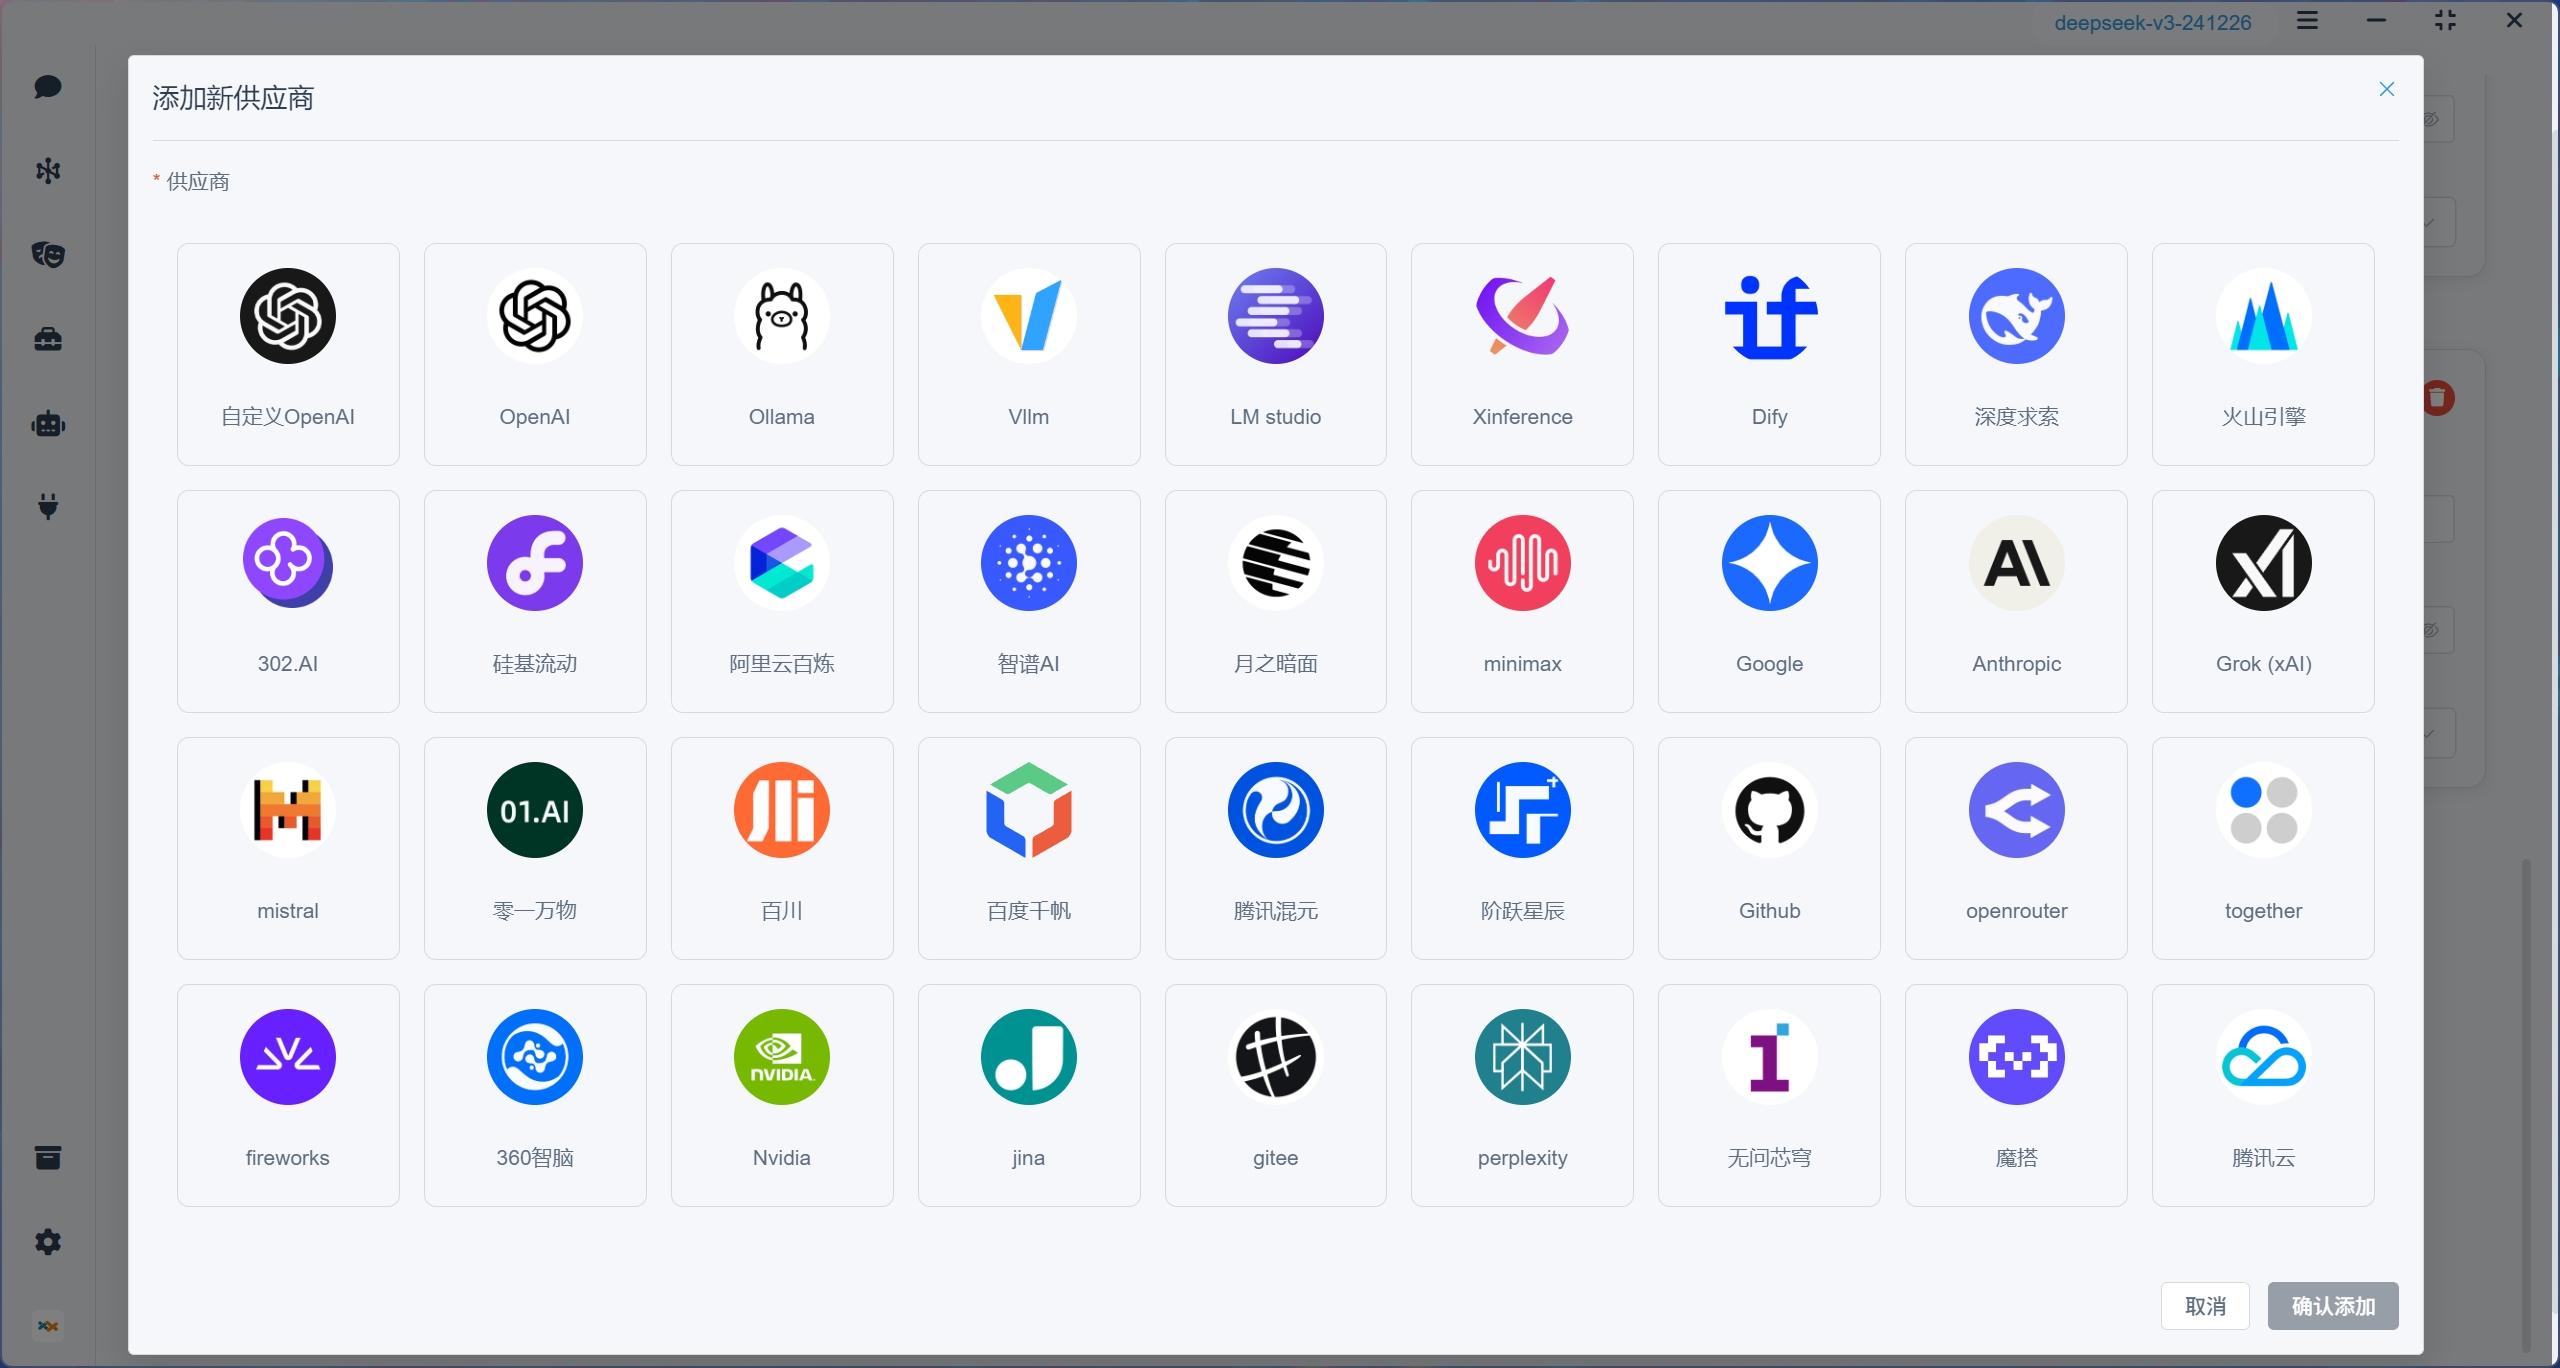 deepseek-v3-241226
添加新供应商
* 供应商
自定义OpenAI
OpenAI
Ollama
Vllm
LM studio
Xinference
Dify
深度求索
火山引擎
302.AI
硅基流动
阿里云百炼
智谱AI
月之暗面
minimax
Google
Anthropic
Grok (xAI)
01.AI
mistral
零一万物
百川
百度千帆
腾讯混元
阶跃星辰
Github
openrouter
together
NVIDIA
fireworks
360智脑
Nvidia
jina
gitee
perplexity
无问芯穹
魔搭
腾讯云
取消
确认添加